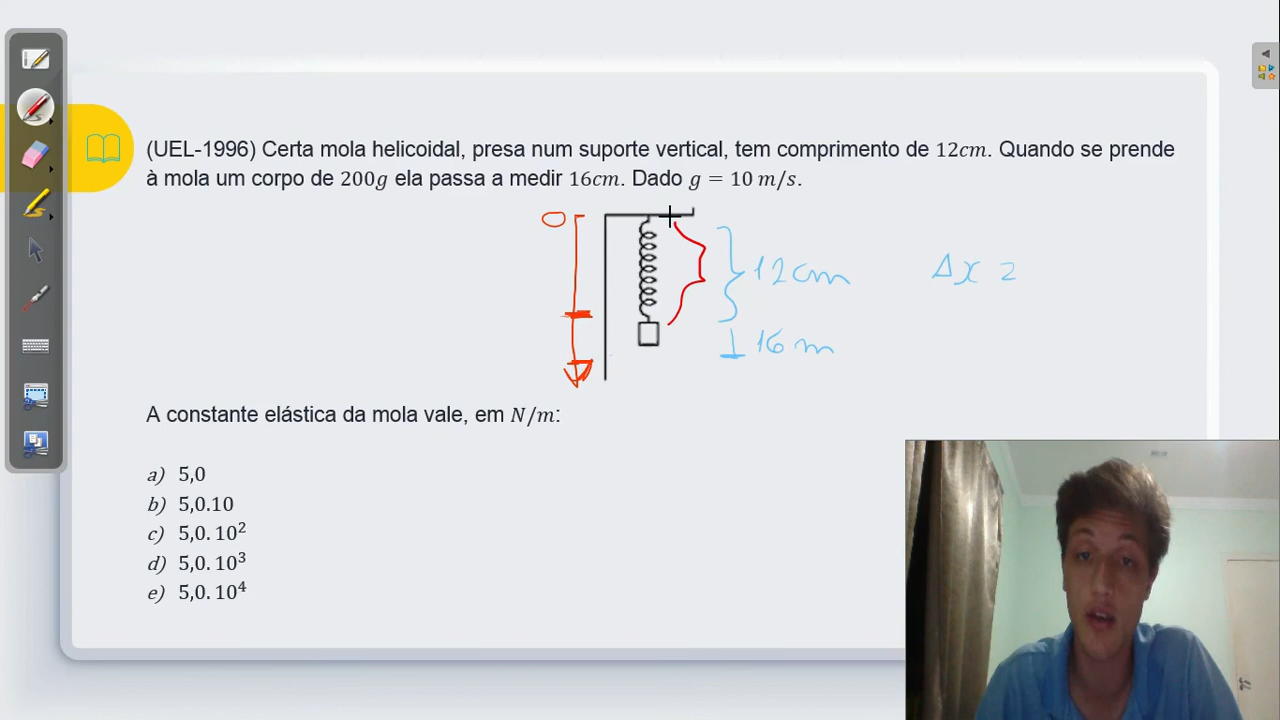 (UEL-1996) Certa mola helicoidal, presa num suporte vertical, tem comprimento de 12cm. Quando se prende
à mola um corpo de 200g ela passa a medir 16cm. Dado g = 10 m/s.
0
12cm
Δx =
16 m
A constante elástica da mola vale, em N/m:
a) 5,0
b) 5,0.10
c) 5,0.10²
d) 5,0.10³
e) 5,0.10⁴